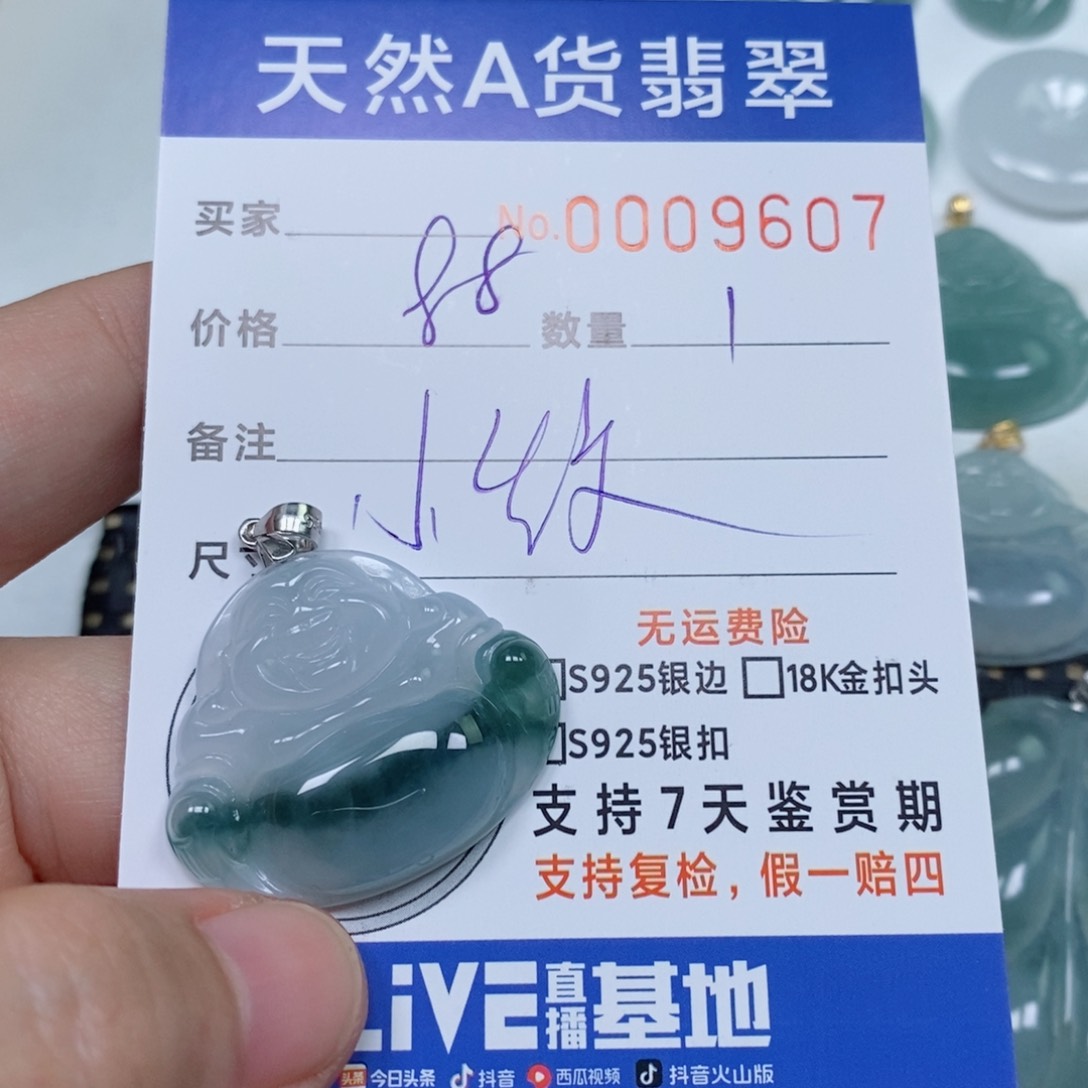 天然A货翡翠
买家 No.0009607
价格 88 数量 1
备注 小纹
尺
无运费险
S925银边 18K金扣头
S925银扣
支持7天鉴赏期
支持复检，假一赔四
LiVE直播基地
头条 今日头条 抖音 西瓜视频 抖音火山版